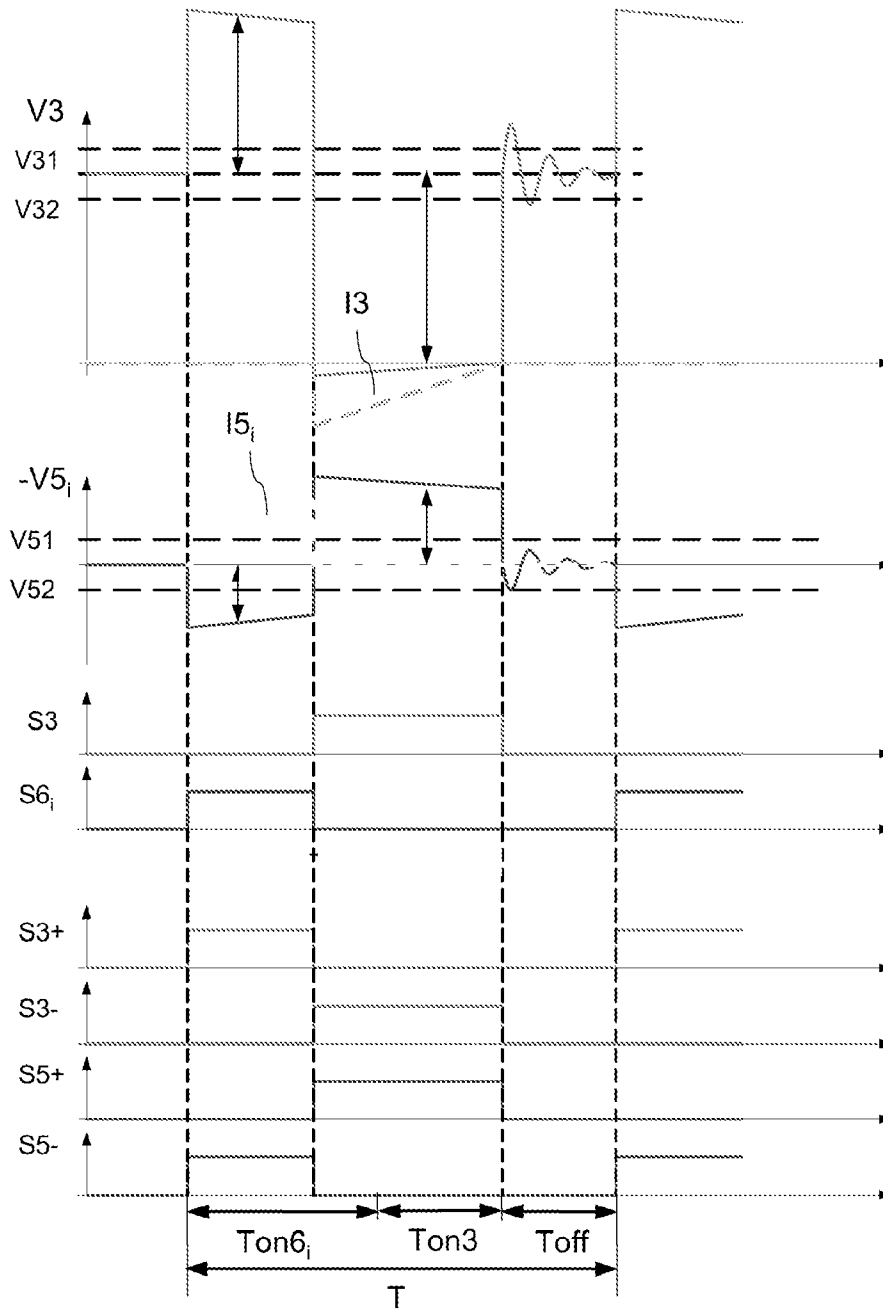 V3
V31
V32
I3
I5i
-V5i
V51
V52
S3
S6i
S3+
S3-
S5+
S5-
Ton6i Ton3 Toff
T